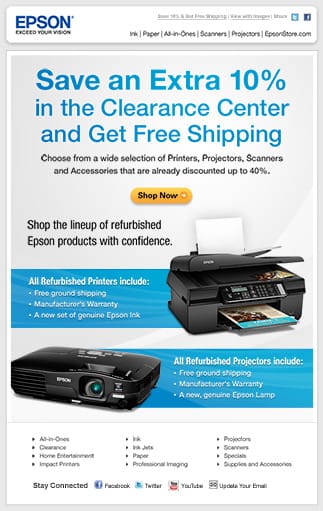 Save 10% & Get Free Shipping | View with Images | Share
EPSON
EXCEED YOUR VISION
Ink | Paper | All-in-Ones | Scanners | Projectors | EpsonStore.com
Save an Extra 10%
in the Clearance Center
and Get Free Shipping
Choose from a wide selection of Printers, Projectors, Scanners
and Accessories that are already discounted up to 40%.
Shop Now
Shop the lineup of refurbished
Epson products with confidence.
EPSON
All Refurbished Printers include:
• Free ground shipping
• Manufacturer's Warranty
• A new set of genuine Epson Ink
All Refurbished Projectors include:
• Free ground shipping
• Manufacturer's Warranty
• A new, genuine Epson Lamp
EPSON
All-in-Ones
Clearance
Home Entertainment
Impact Printers
Ink
Ink Jets
Paper
Professional Imaging
Projectors
Scanners
Specials
Supplies and Accessories
Stay Connected Facebook Twitter YouTube Update Your Email